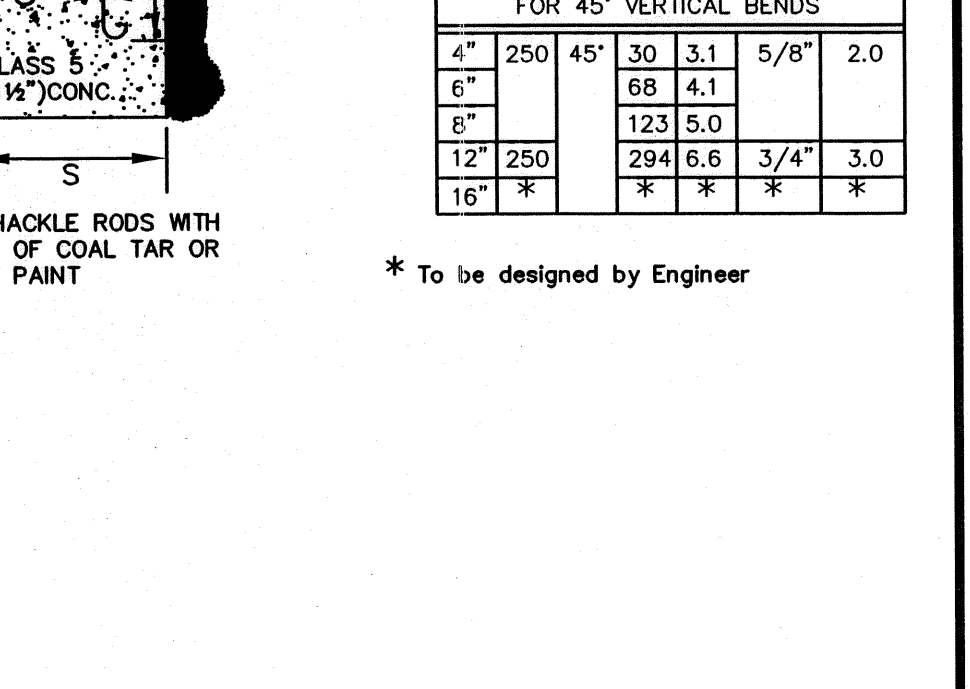 FOR 45° VERTICAL BENDS
4" 250 45° 30 3.1 5/8" 2.0
6" 68 4.1
8" 123 5.0
12" 250 294 6.6 3/4" 3.0
16" * * * * *
* To be designed by Engineer
LASS 5
1½")CONC.
S
HACKLE RODS WITH
OF COAL TAR OR
PAINT